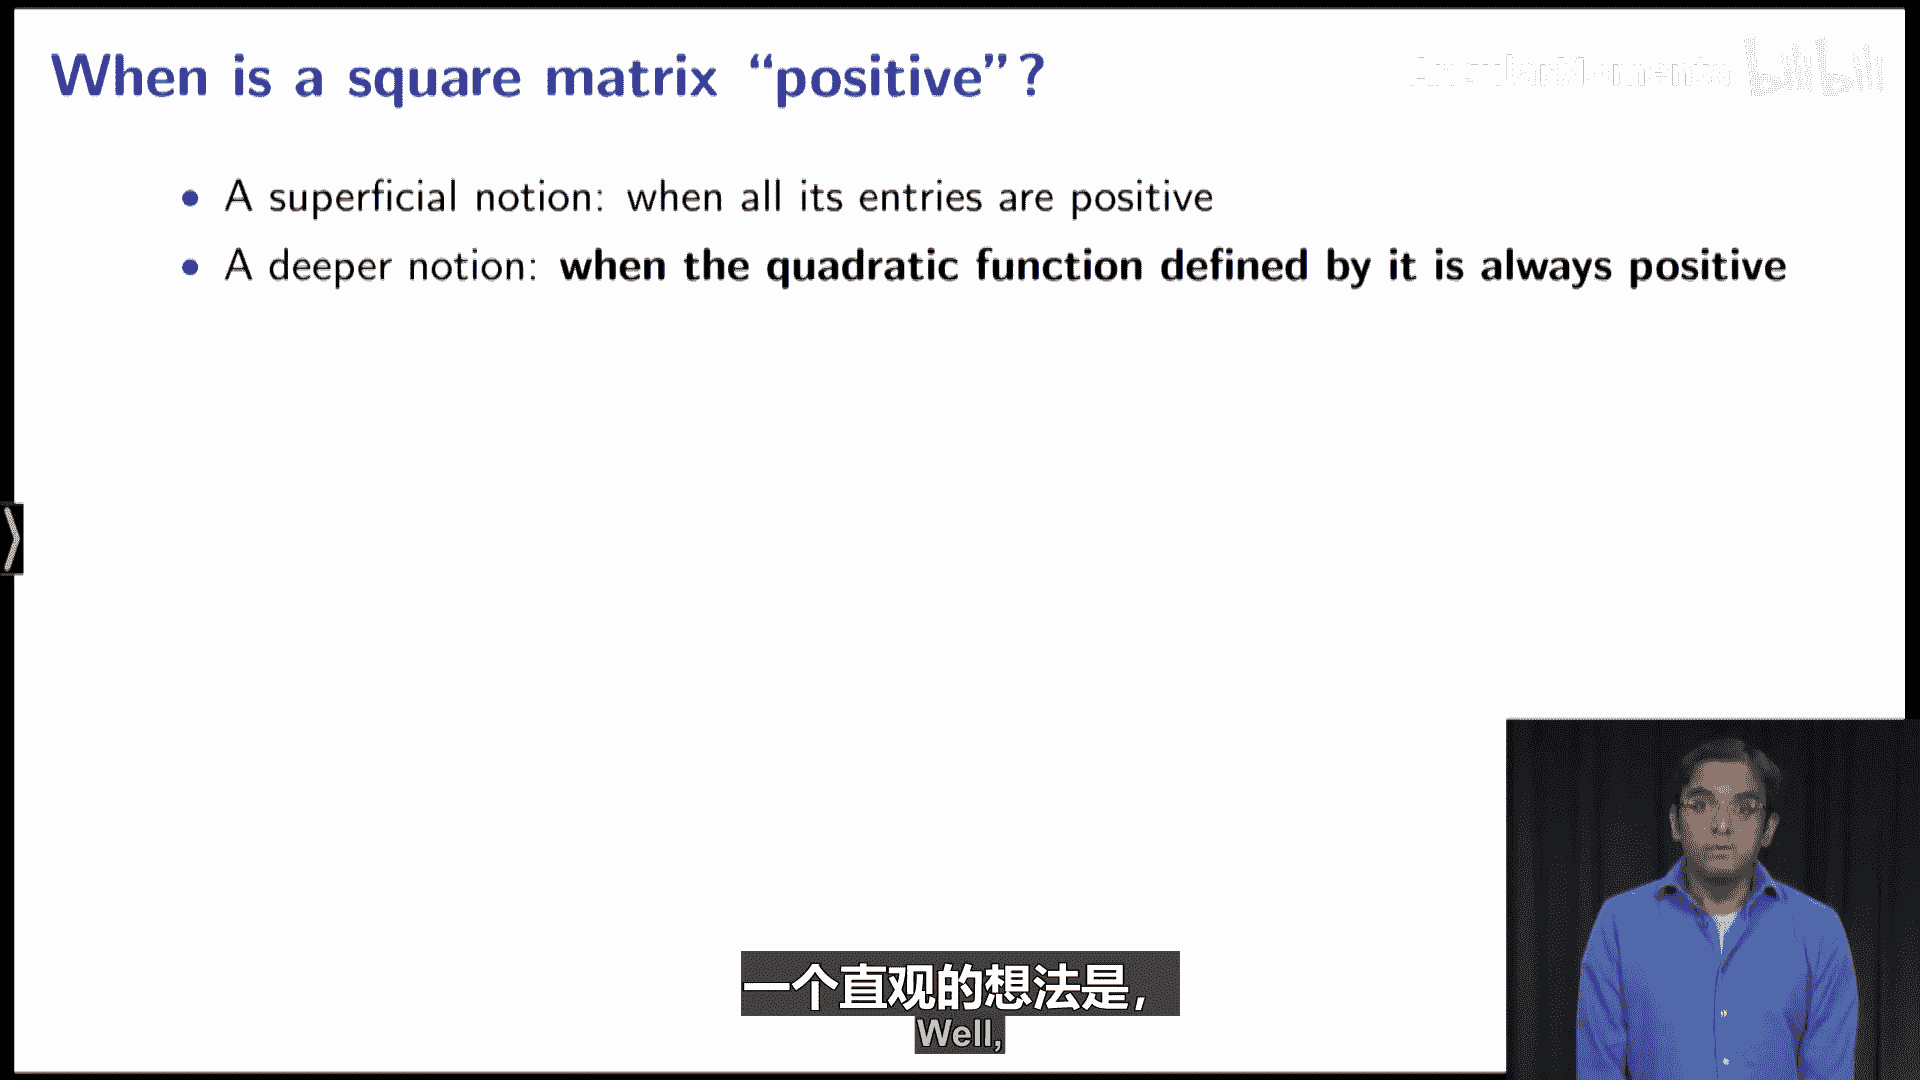 When is a square matrix “positive”?
bilibili
• A superficial notion: when all its entries are positive
• A deeper notion: when the quadratic function defined by it is always positive
一个直观的想法是，
Well,